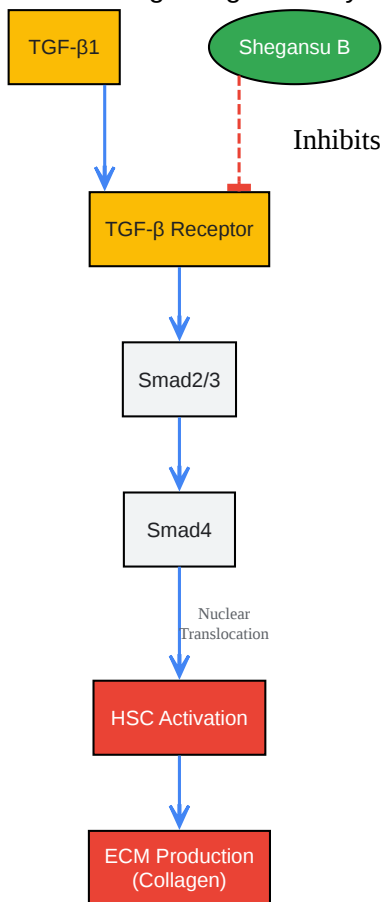 TGF-β1
Shegansu B
Inhibits
TGF-β Receptor
Smad2/3
Smad4
Nuclear
Translocation
HSC Activation
ECM Production
(Collagen)